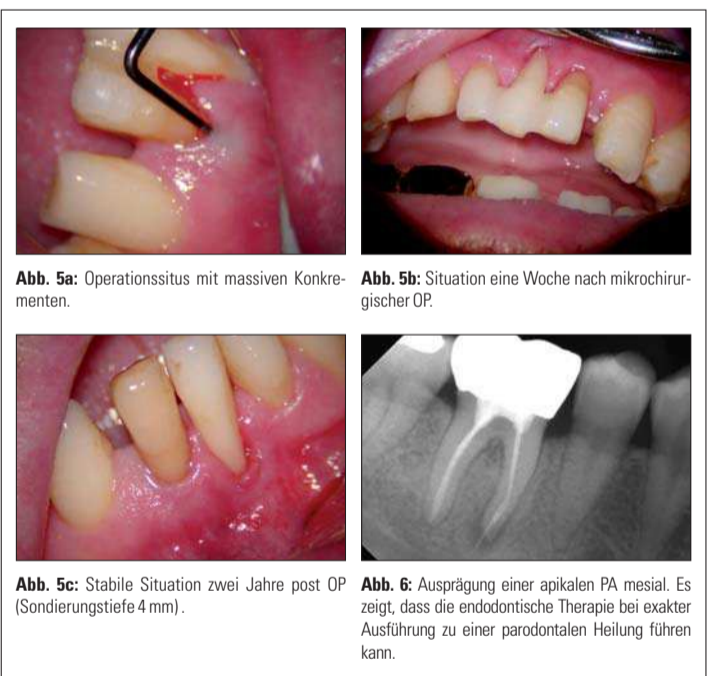 Abb. 5a: Operationssitus mit massiven Konkre-
menten.
Abb. 5b: Situation eine Woche nach mikrochirur-
gischer OP.
Abb. 5c: Stabile Situation zwei Jahre post OP
(Sondierungstiefe 4 mm) .
Abb. 6: Ausprägung einer apikalen PA mesial. Es
zeigt, dass die endodontische Therapie bei exakter
Ausführung zu einer parodontalen Heilung führen
kann.